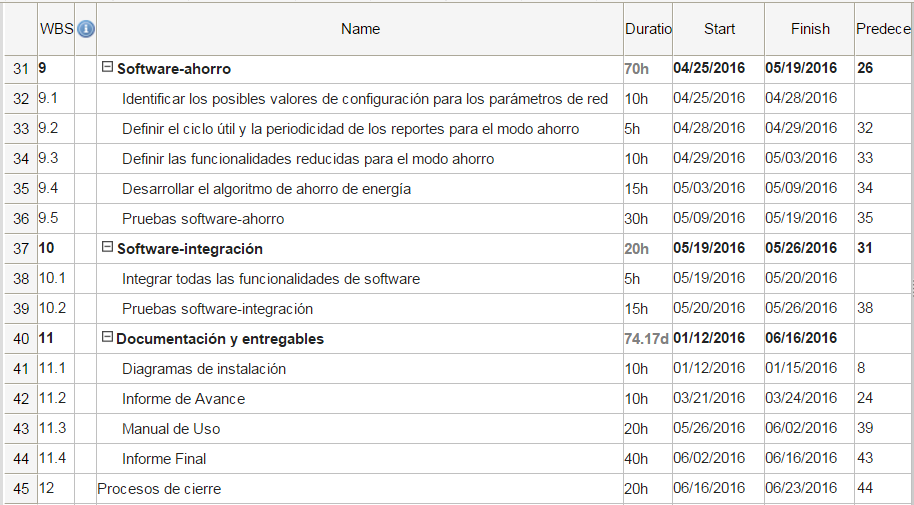 WBS Name Duratio Start Finish Predece
31 9 Software-ahorro 70h 04/25/2016 05/19/2016 26
32 9.1 Identificar los posibles valores de configuración para los parámetros de red 10h 04/25/2016 04/28/2016
33 9.2 Definir el ciclo útil y la periodicidad de los reportes para el modo ahorro 5h 04/28/2016 04/29/2016 32
34 9.3 Definir las funcionalidades reducidas para el modo ahorro 10h 04/29/2016 05/03/2016 33
35 9.4 Desarrollar el algoritmo de ahorro de energía 15h 05/03/2016 05/09/2016 34
36 9.5 Pruebas software-ahorro 30h 05/09/2016 05/19/2016 35
37 10 Software-integración 20h 05/19/2016 05/26/2016 31
38 10.1 Integrar todas las funcionalidades de software 5h 05/19/2016 05/20/2016
39 10.2 Pruebas software-integración 15h 05/20/2016 05/26/2016 38
40 11 Documentación y entregables 74.17d 01/12/2016 06/16/2016
41 11.1 Diagramas de instalación 10h 01/12/2016 01/15/2016 8
42 11.2 Informe de Avance 10h 03/21/2016 03/24/2016 24
43 11.3 Manual de Uso 20h 05/26/2016 06/02/2016 39
44 11.4 Informe Final 40h 06/02/2016 06/16/2016 43
45 12 Procesos de cierre 20h 06/16/2016 06/23/2016 44